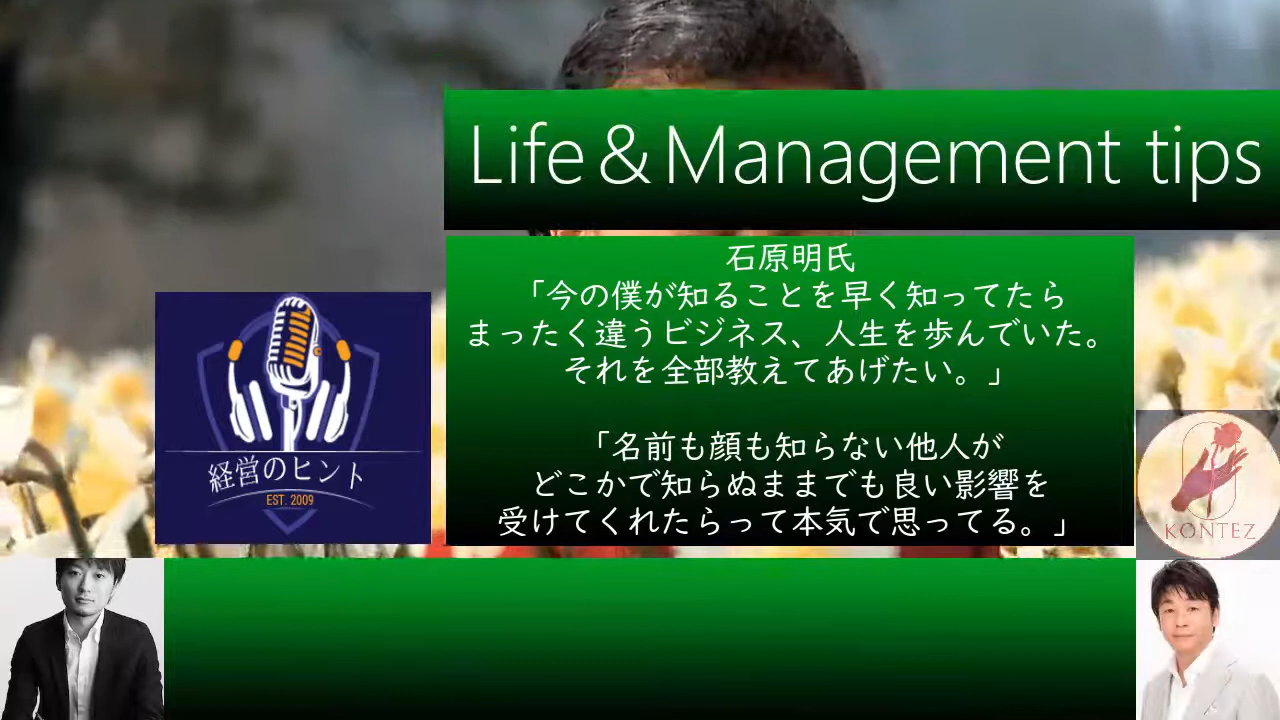 Life＆Management tips
石原明氏
「今の僕が知ることを早く知ってたら
まったく違うビジネス、人生を歩んでいた。
それを全部教えてあげたい。」
「名前も顔も知らない他人が
どこかで知らぬままでも良い影響を
受けてくれたらって本気で思ってる。」
経営のヒント
EST. 2009
KONTEZ